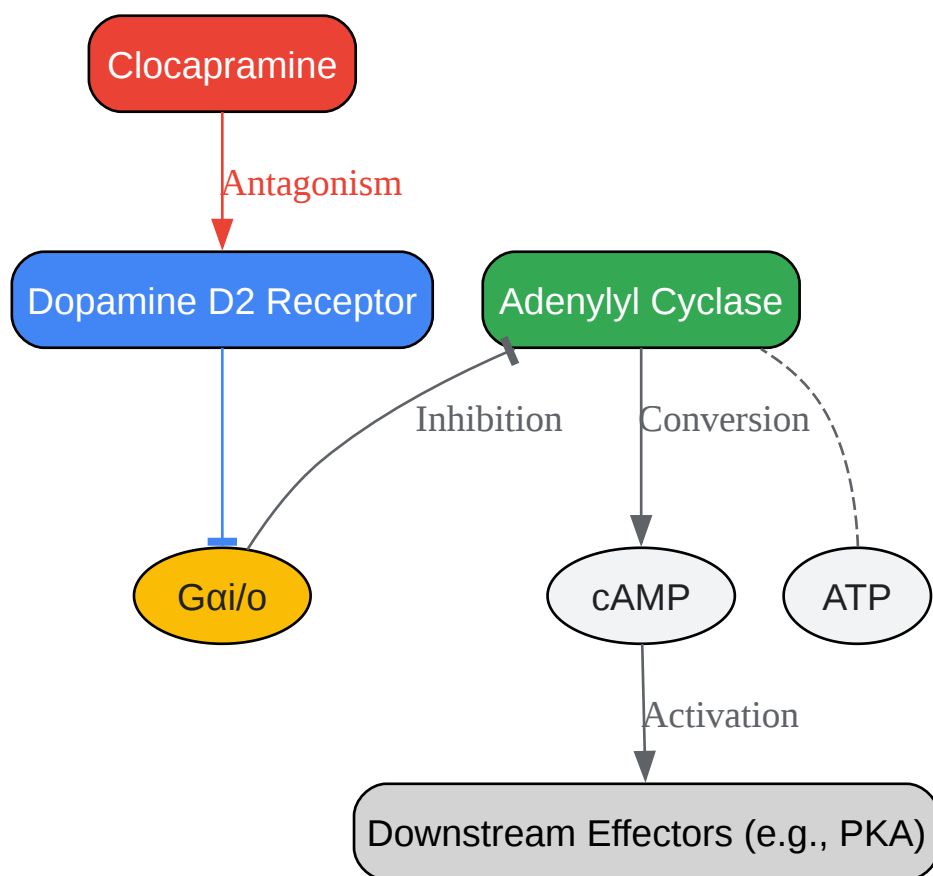 Clocapramine
Antagonism
Dopamine D2 Receptor
Adenylyl Cyclase
Inhibition
Conversion
Gαi/o
cAMP
ATP
Activation
Downstream Effectors (e.g., PKA)